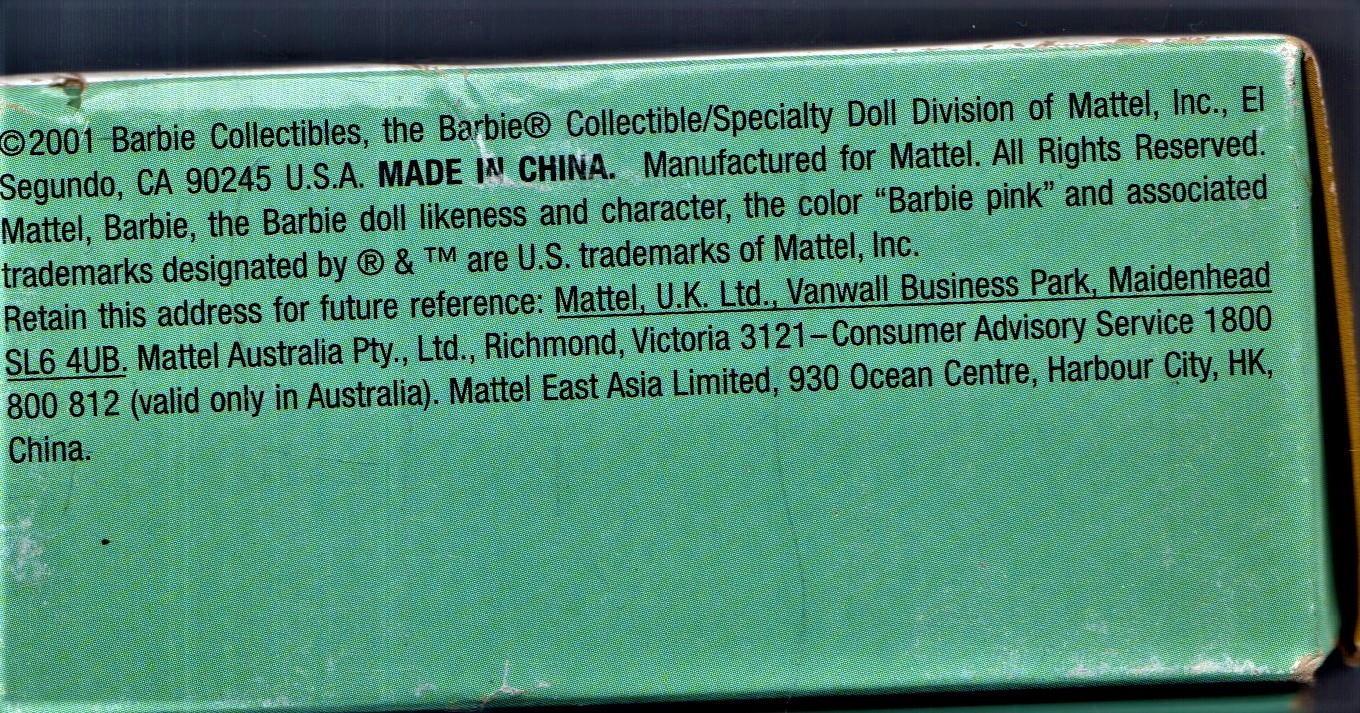 ©2001 Barbie Collectibles, the Barbie® Collectible/Specialty Doll Division of Mattel, Inc., El
Segundo, CA 90245 U.S.A. MADE IN CHINA. Manufactured for Mattel. All Rights Reserved.
Mattel, Barbie, the Barbie doll likeness and character, the color “Barbie pink” and associated
trademarks designated by ® & ™ are U.S. trademarks of Mattel, Inc.
Retain this address for future reference: Mattel, U.K. Ltd., Vanwall Business Park, Maidenhead
SL6 4UB. Mattel Australia Pty., Ltd., Richmond, Victoria 3121–Consumer Advisory Service 1800
800 812 (valid only in Australia). Mattel East Asia Limited, 930 Ocean Centre, Harbour City, HK,
China.